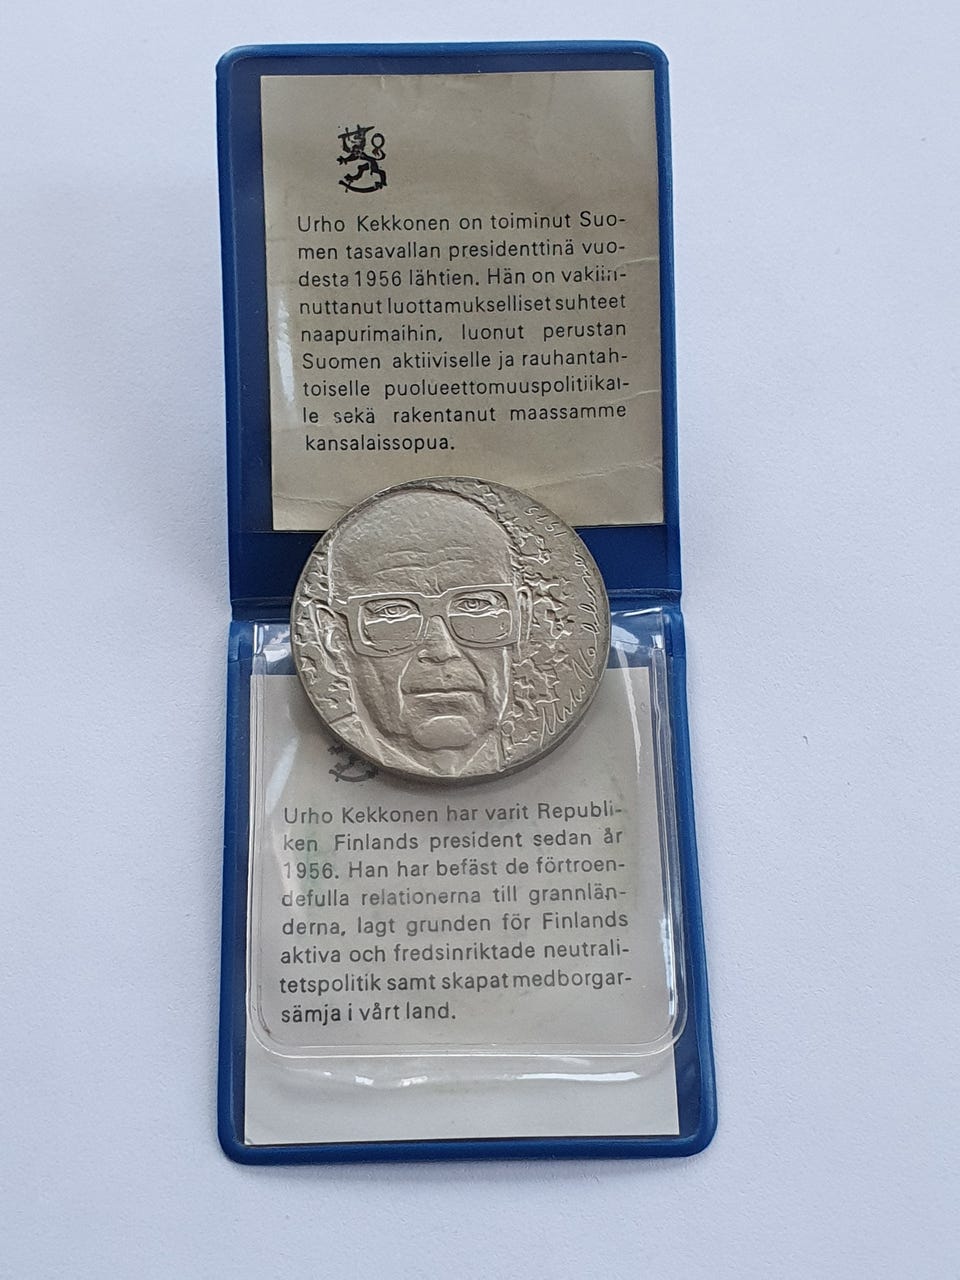 Urho Kekkonen on toiminut Suo-
men tasavallan presidenttinä vuo-
desta 1956 lähtien. Hän on vakiin-
nuttanut luottamukselliset suhteet
naapurimaihin, luonut perustan
Suomen aktiiviselle ja rauhantah-
toiselle puolueettomuuspolitiikal-
le sekä rakentanut maassamme
kansalaissopua.
Urho Kekkonen
Urho Kekkonen har varit Republi-
ken Finlands president sedan år
1956. Han har befäst de förtroen-
defulla relationerna till grannlän-
derna, lagt grunden för Finlands
aktiva och fredsinriktade neutrali-
tetspolitik samt skapat medborgar-
sämja i vårt land.